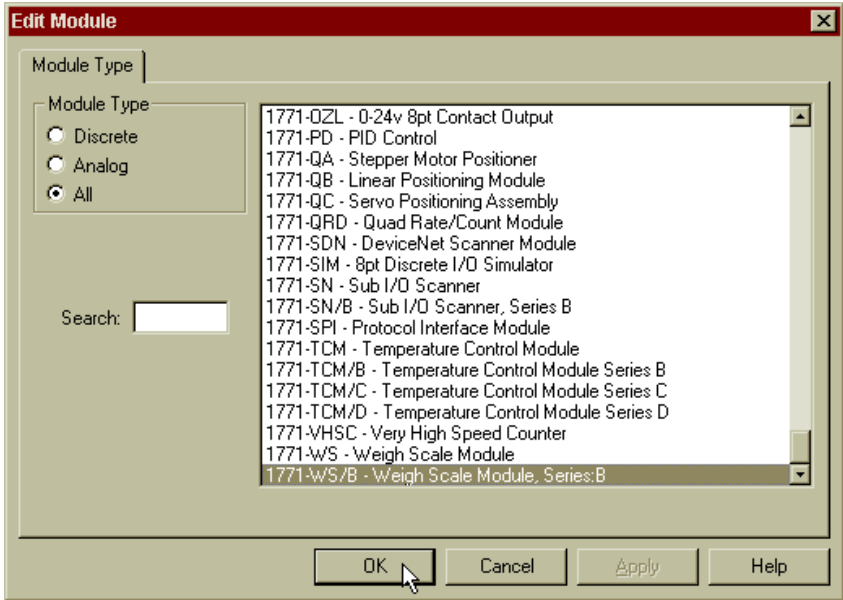 Edit Module
Module Type
Module Type
Discrete
Analog
All
Search:
1771-OZL - 0-24v 8pt Contact Output
1771-PD - PID Control
1771-QA - Stepper Motor Positioner
1771-QB - Linear Positioning Module
1771-QC - Servo Positioning Assembly
1771-QRD - Quad Rate/Count Module
1771-SDN - DeviceNet Scanner Module
1771-SIM - 8pt Discrete I/O Simulator
1771-SN - Sub I/O Scanner
1771-SN/B - Sub I/O Scanner, Series B
1771-SPI - Protocol Interface Module
1771-TCM - Temperature Control Module
1771-TCM/B - Temperature Control Module Series B
1771-TCM/C - Temperature Control Module Series C
1771-TCM/D - Temperature Control Module Series D
1771-VHSC - Very High Speed Counter
1771-WS - Weigh Scale Module
1771-WS/B - Weigh Scale Module, Series:B
OK
Cancel
Apply
Help